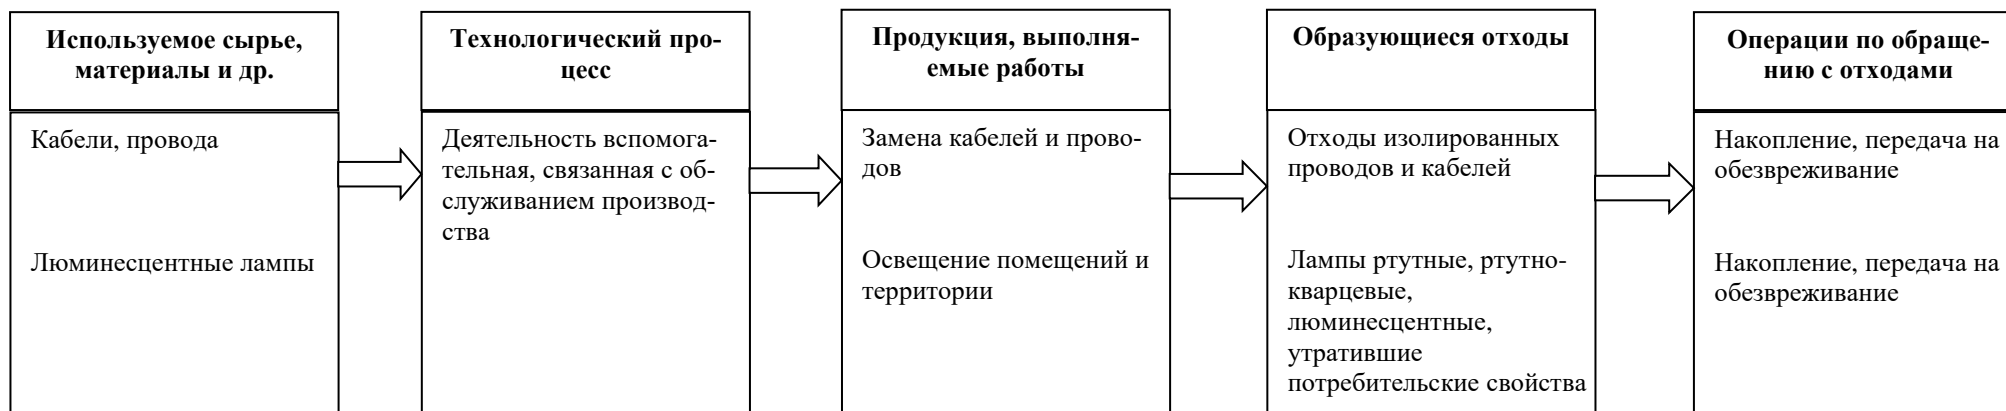 Используемое сырье,
материалы и др.
Кабели, провода
Люминесцентные лампы
Технологический про-
цесс
Деятельность вспомога-
тельная, связанная с об-
служиванием производ-
ства
Продукция, выполня-
емые работы
Замена кабелей и прово-
дов
Освещение помещений и
территории
Образующиеся отходы
Отходы изолированных
проводов и кабелей
Лампы ртутные, ртутно-
кварцевые,
люминесцентные,
утратившие
потребительские свойства
Операции по обраще-
нию с отходами
Накопление, передача на
обезвреживание
Накопление, передача на
обезвреживание